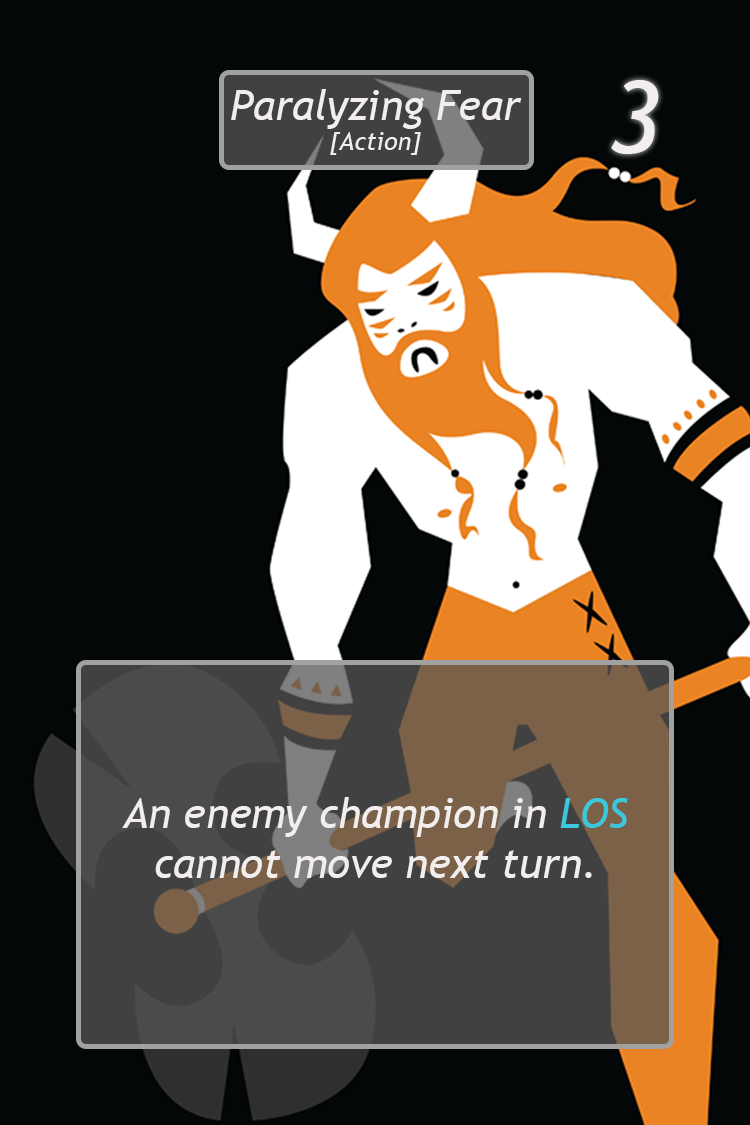 Paralyzing Fear
[Action]
3
An enemy champion in LOS
cannot move next turn.